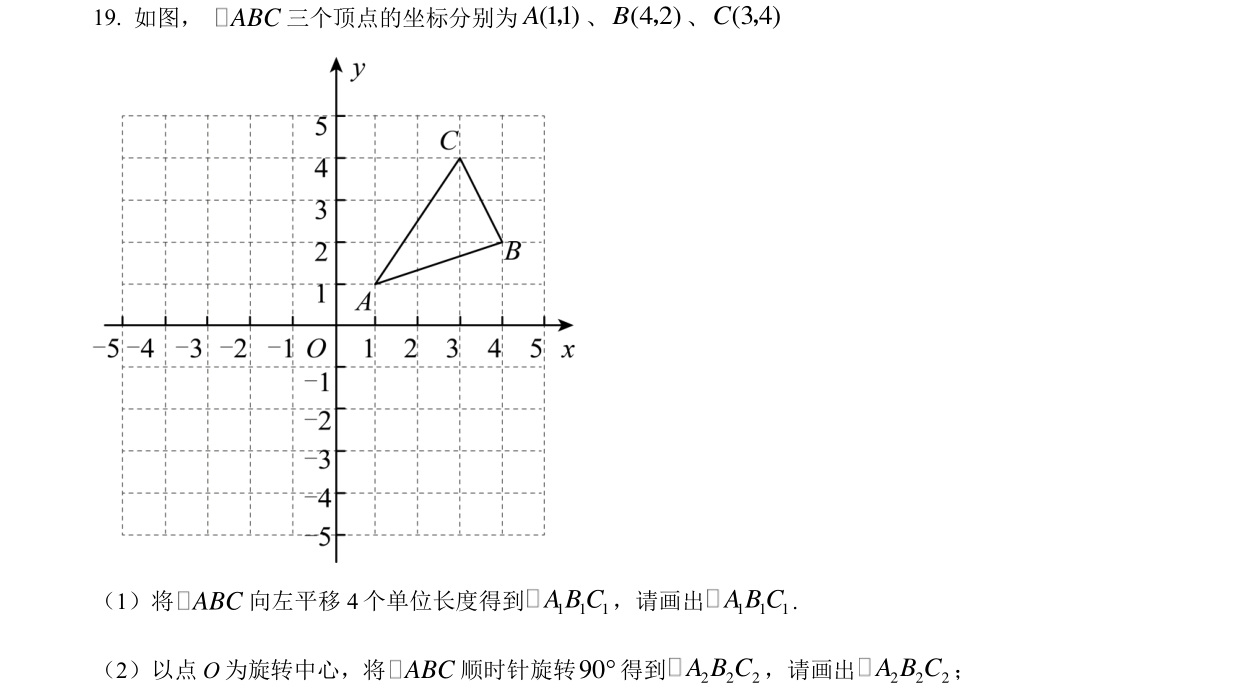 19. 如图， □ABC 三个顶点的坐标分别为 A(1,1) 、 B(4,2) 、 C(3,4)
y
5
C
4
3
2
B
1
A
−5 −4 −3 −2 −1 O 1 2 3 4 5 x
−1
−2
−3
−4
−5
（1）将□ABC 向左平移 4 个单位长度得到□A₁B₁C₁，请画出□A₁B₁C₁．
（2）以点 O 为旋转中心，将□ABC 顺时针旋转 90° 得到□A₂B₂C₂，请画出□A₂B₂C₂；